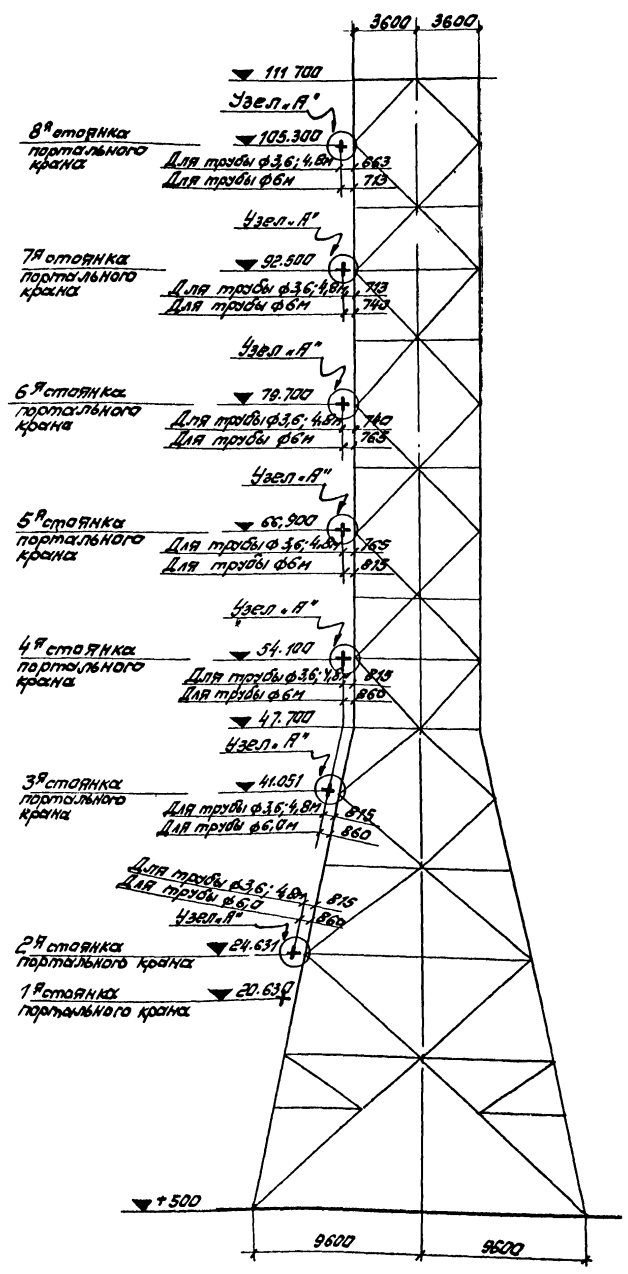 3600 3600
111 700
Узел „А"
8я стоянка
портального
крана
105.300
Для трубы ф3,6; 4,8м 663
Для трубы ф6м 713
Узел „А"
7я стоянка
портального
крана
92.500
Для трубы ф3,6; 4,8м 713
Для трубы ф6м 740
Узел „А"
6я стоянка
портального
крана
79.700
Для трубы ф3,6; 4,8м 740
Для трубы ф6м 765
Узел „А"
5я стоянка
портального
крана
66,900
Для трубы ф3,6; 4,8м 765
Для трубы ф6м 815
Узел „А"
4я стоянка
портального
крана
54.100
Для трубы ф3,6; 4,8м 815
Для трубы ф6м 860
47.700
Узел „А"
3я стоянка
портального
крана
41.051
Для трубы ф3,6; 4,8м 815
Для трубы ф6,0м 860
Для трубы ф3,6; 4,8м 815
Для трубы ф6,0 860
Узел „А"
2я стоянка
портального крана
24.631
1я стоянка
портального крана
20.630
+500
9600 9600